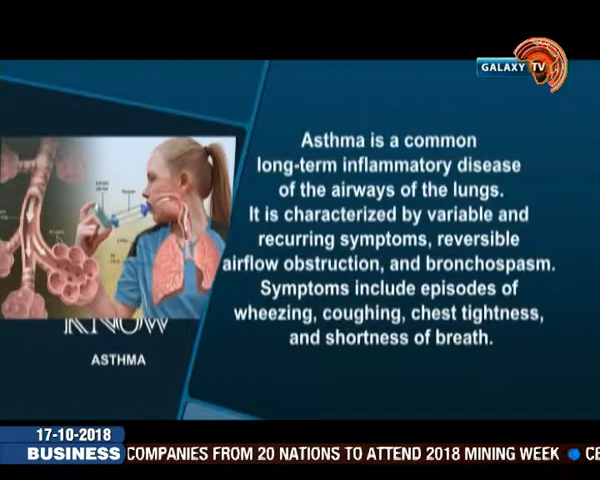 GALAXY TV
Asthma is a common
long-term inflammatory disease
of the airways of the lungs.
It is characterized by variable and
recurring symptoms, reversible
airflow obstruction, and bronchospasm.
Symptoms include episodes of
wheezing, coughing, chest tightness,
and shortness of breath.
KNOW
ASTHMA
17-10-2018
BUSINESS COMPANIES FROM 20 NATIONS TO ATTEND 2018 MINING WEEK CE